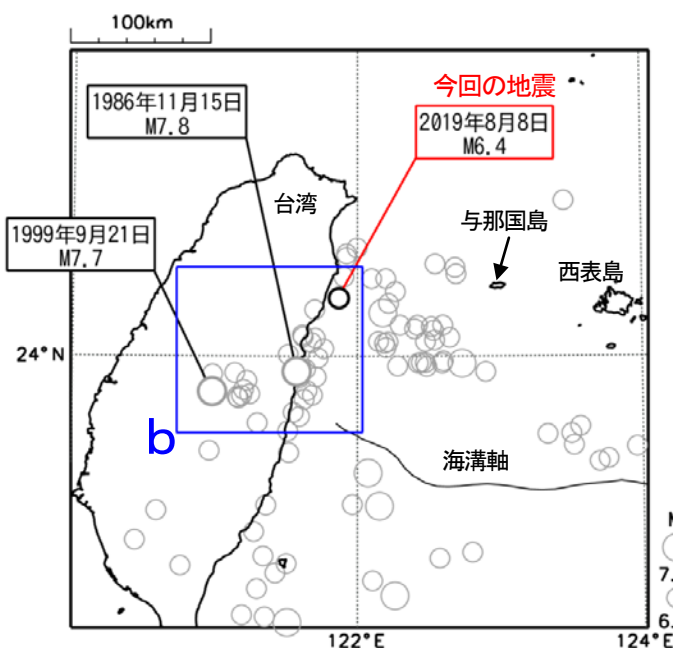 100km
今回の地震
1986年11月15日
M7.8
2019年8月8日
M6.4
台湾
与那国島
1999年9月21日
M7.7
西表島
24°N
b
海溝軸
M
7.
6.
122°E
124°E